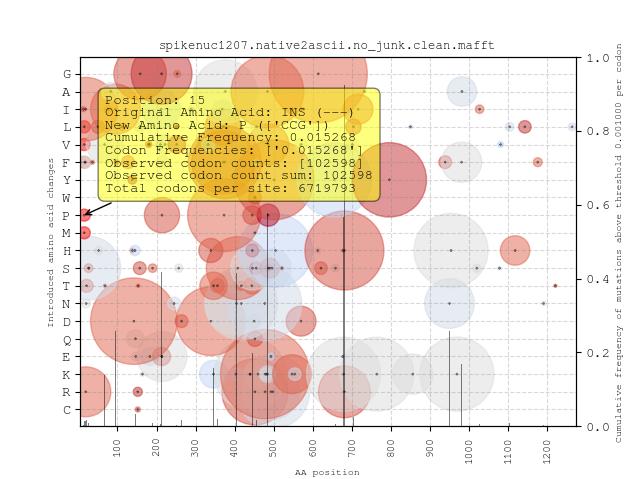 spikenuc1207.native2ascii.no_junk.clean.mafft
Position: 15
Original Amino Acid: INS (---)
New Amino Acid: P (['CCG'])
Cumulative Frequency: 0.015268
Codon Frequencies: ['0.015268']
Observed codon counts: [102598]
Observed codon count sum: 102598
Total codons per site: 6719793
Introduced amino acid changes
G
A
I
L
V
F
Y
W
P
M
H
S
T
N
D
Q
E
K
R
C
100
200
300
400
500
600
700
800
900
1000
1100
1200
AA position
1.0
0.8
0.6
0.4
0.2
0.0
Cumulative frequency of mutations above threshold 0.001000 per codon